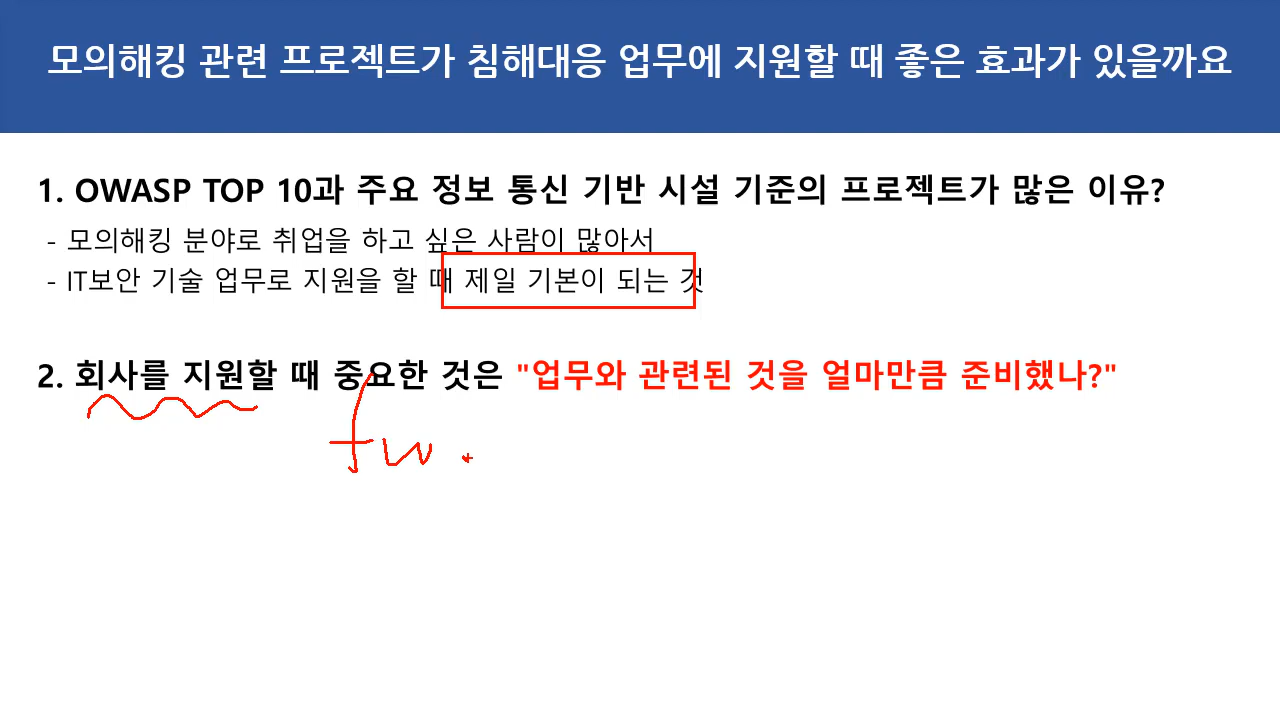 모의해킹 관련 프로젝트가 침해대응 업무에 지원할 때 좋은 효과가 있을까요
1. OWASP TOP 10과 주요 정보 통신 기반 시설 기준의 프로젝트가 많은 이유?
- 모의해킹 분야로 취업을 하고 싶은 사람이 많아서
- IT보안 기술 업무로 지원을 할 때 제일 기본이 되는 것
2. 회사를 지원할 때 중요한 것은 "업무와 관련된 것을 얼마만큼 준비했나?"
fw